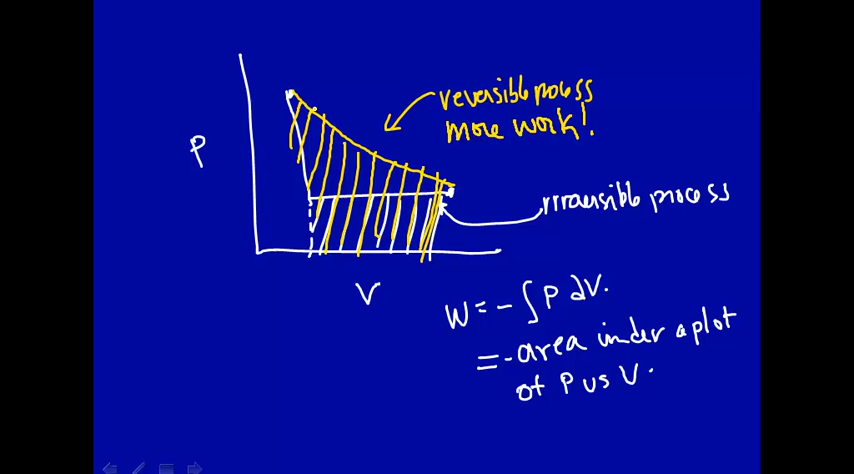 reversible process
more work!
P
irreversible process
V
W = - ∫ P dV.
= - area under a plot
of P vs V.